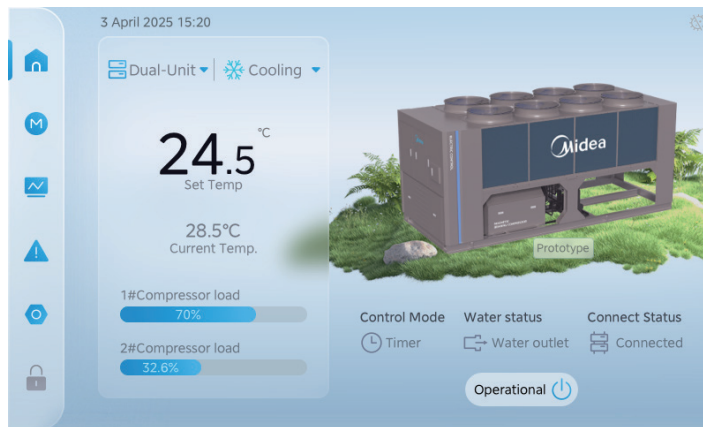 3 April 2025 15:20
Dual-Unit
Cooling
24.5 ℃
Set Temp
28.5℃
Current Temp.
1#Compressor load
70%
2#Compressor load
32.6%
M
Midea
Prototype
Control Mode
Timer
Water status
Water outlet
Connect Status
Connected
Operational